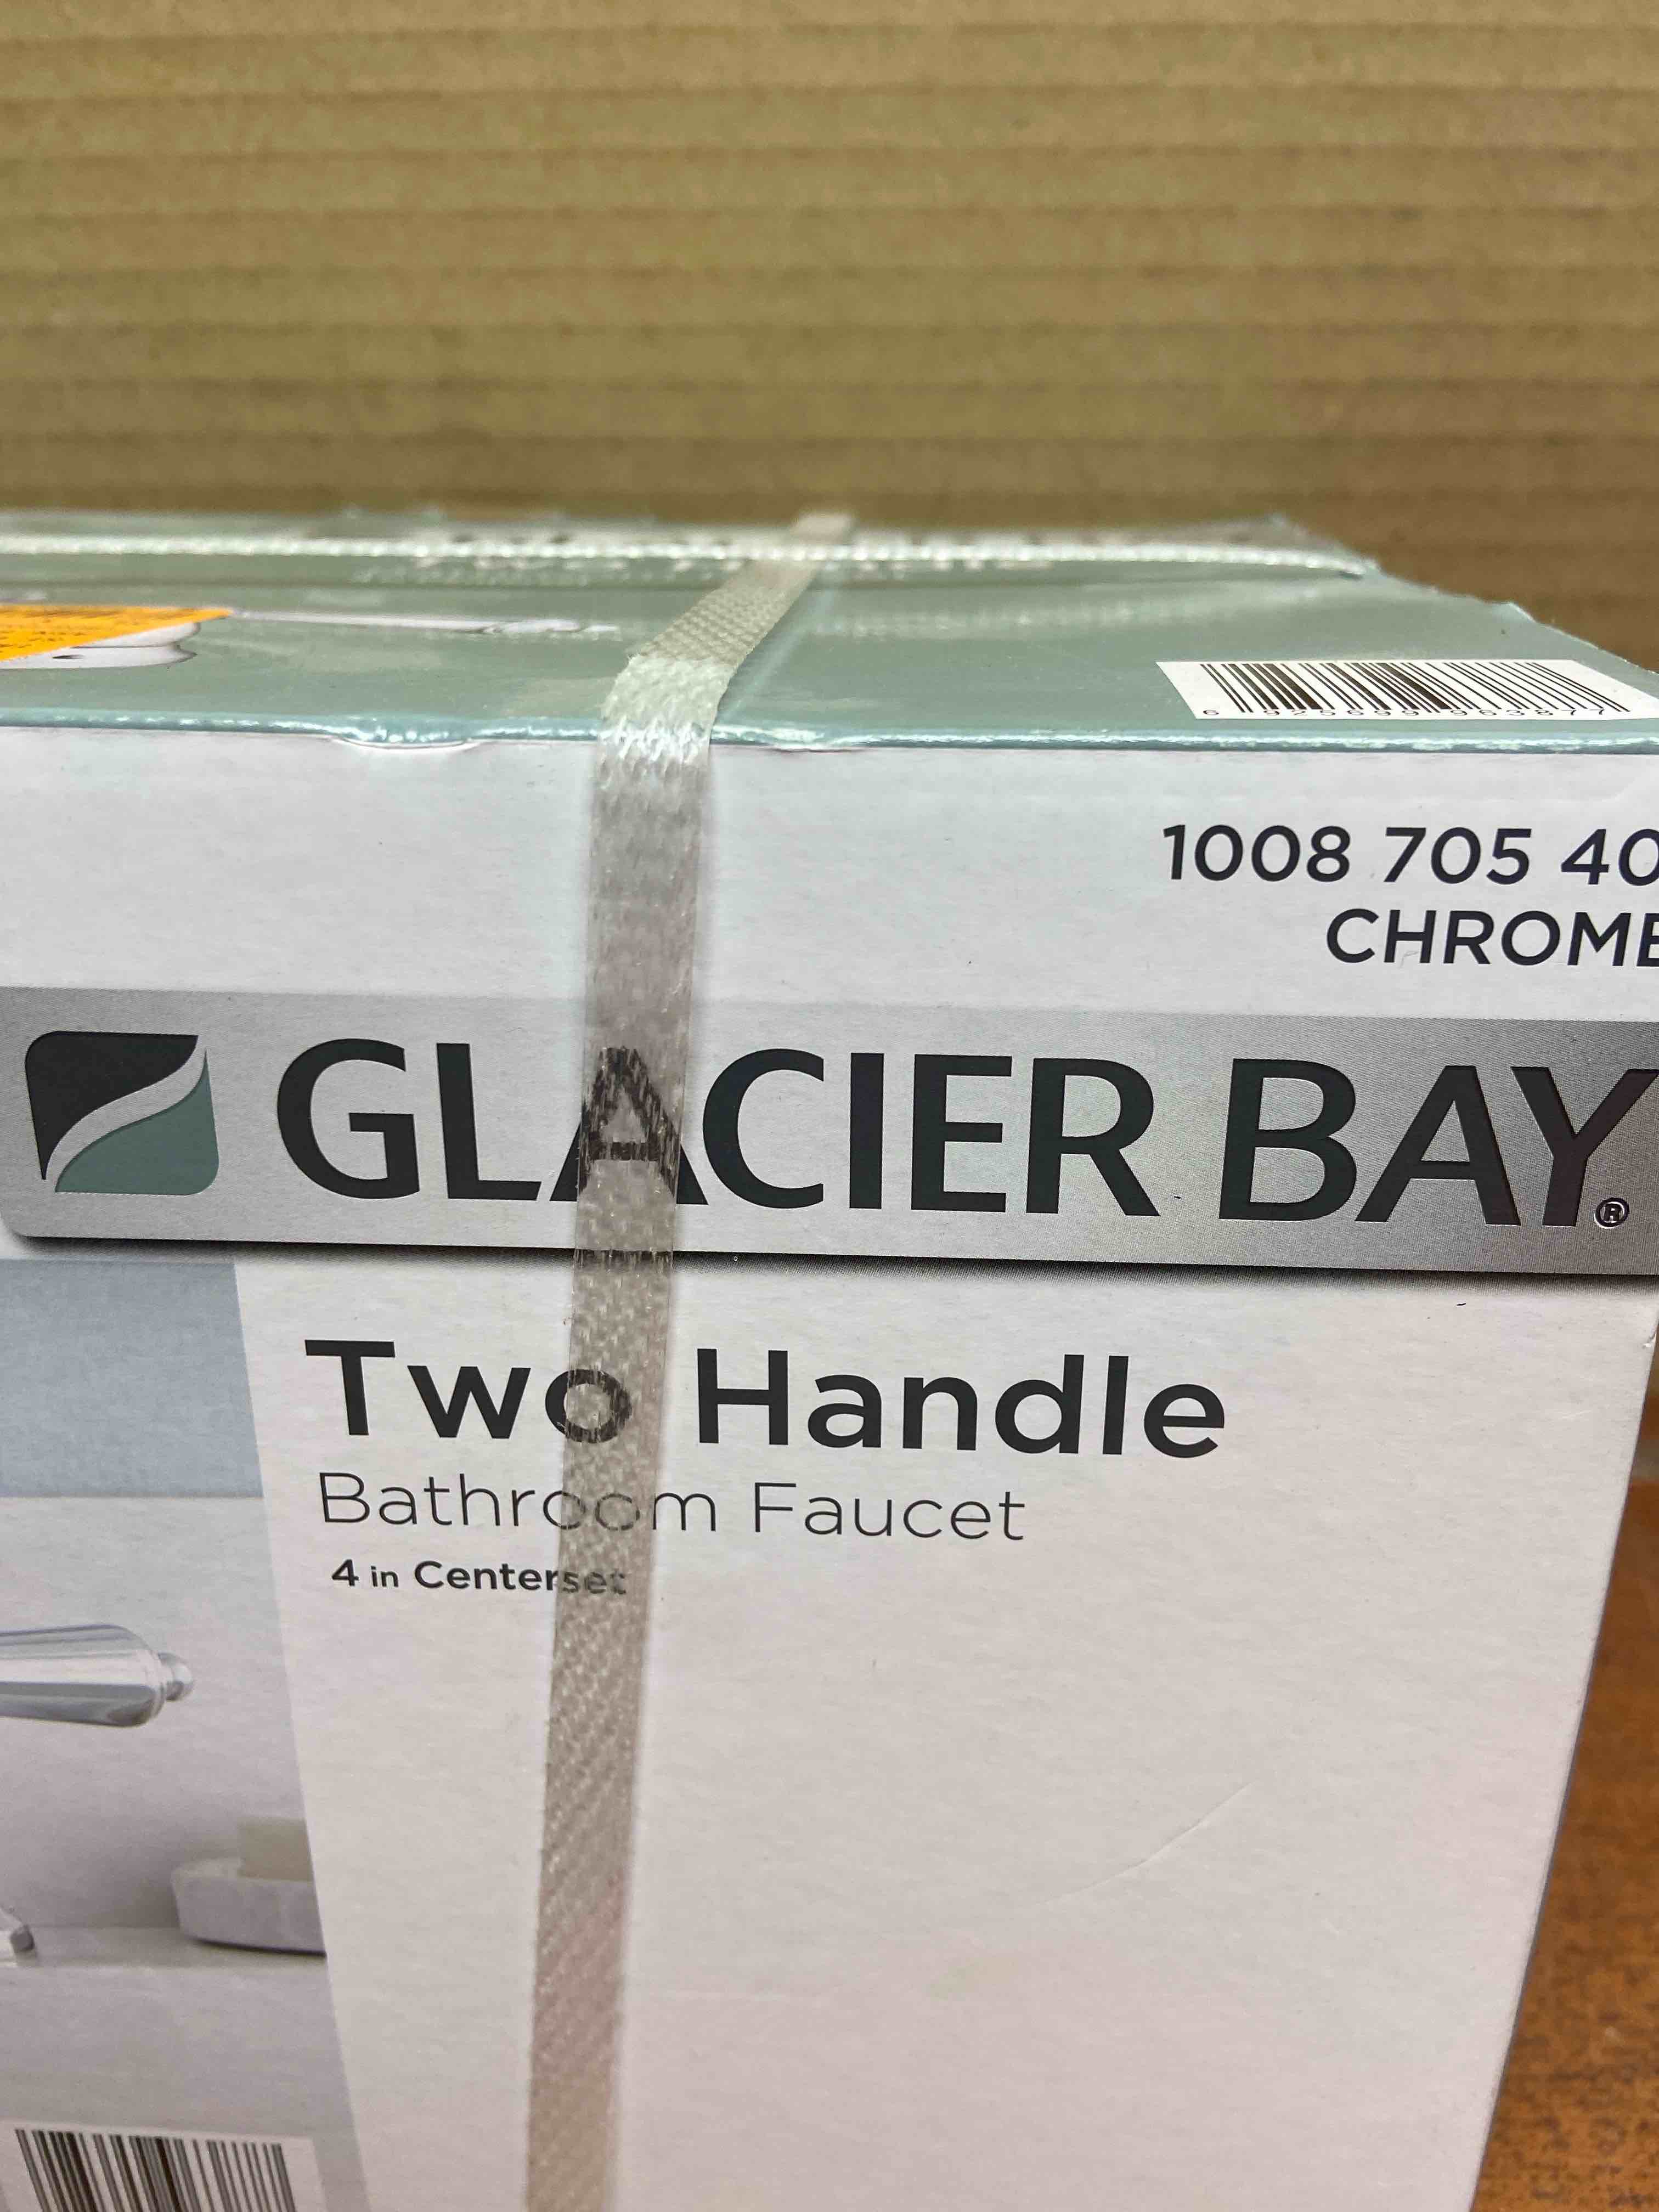 1008 705 40
CHROME
GLACIER BAY®
Two Handle
Bathroom Faucet
4 in Centerset